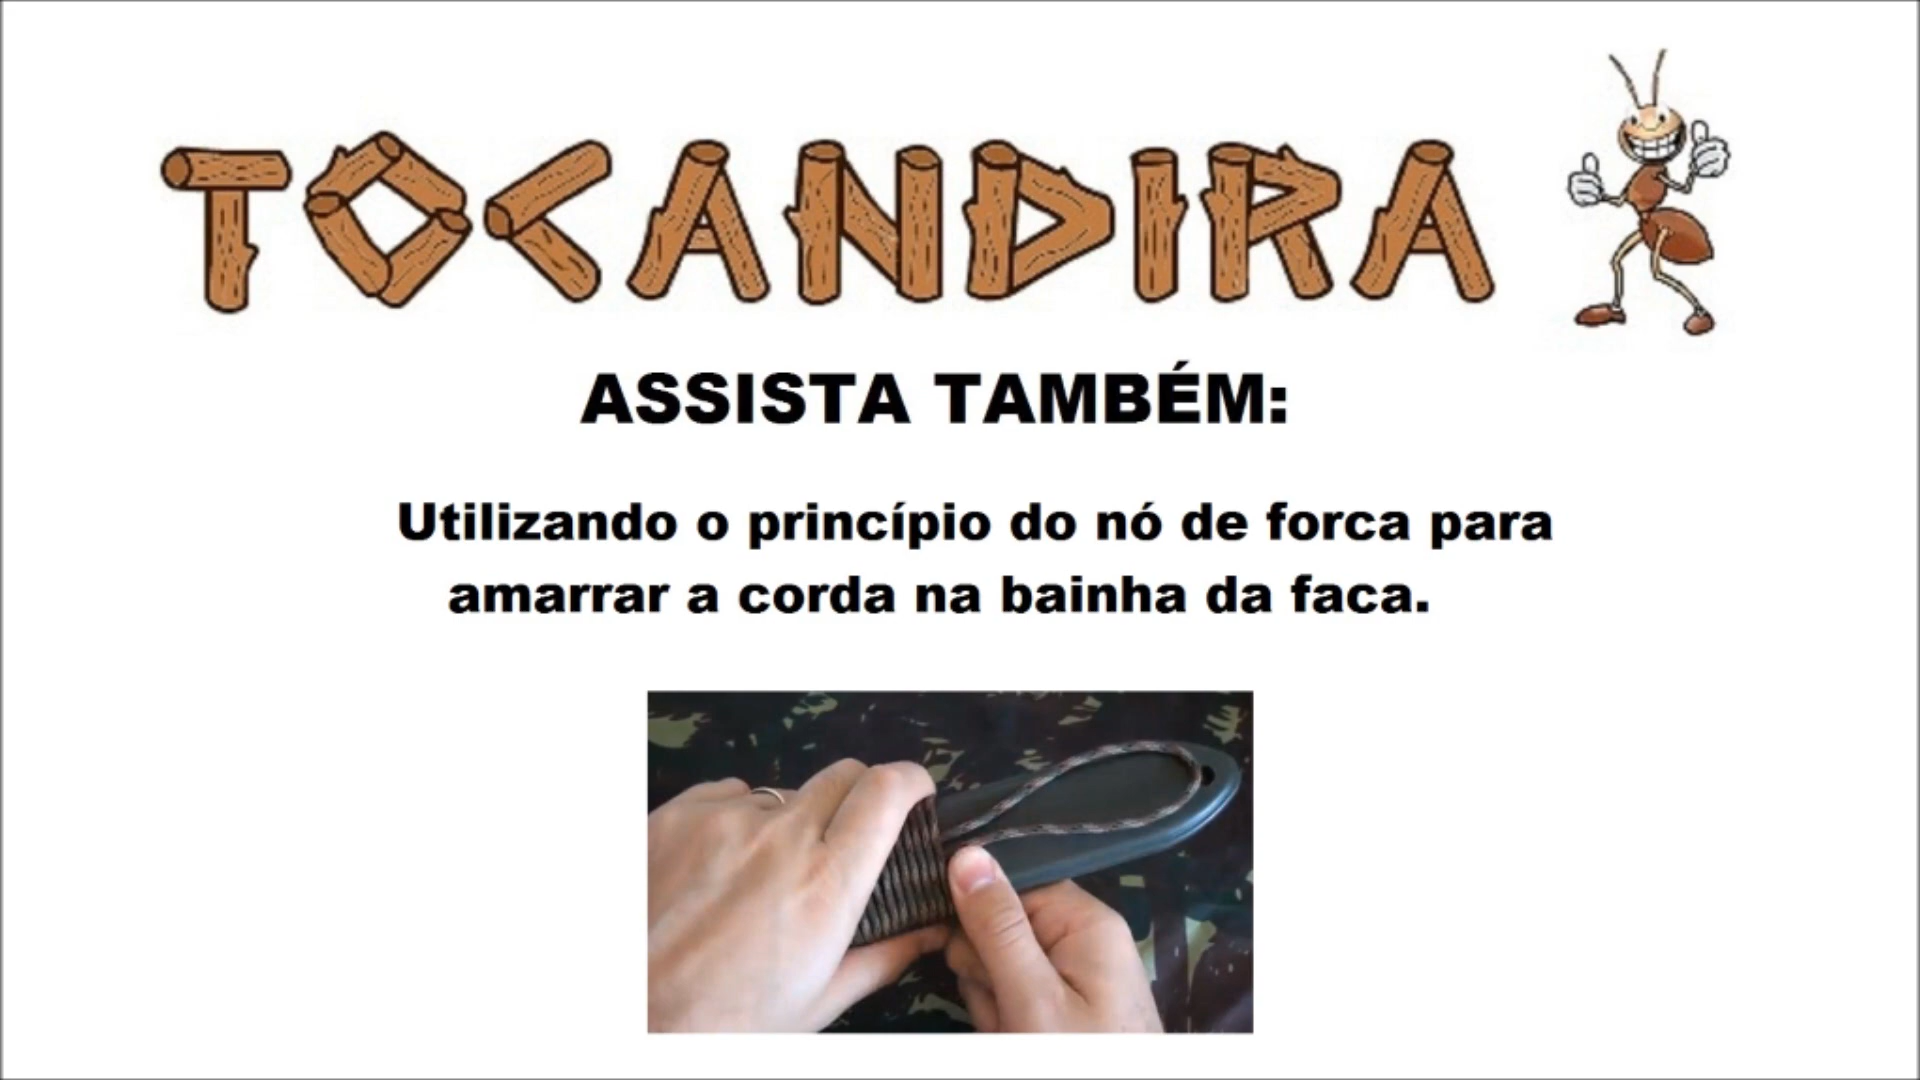 TOCANDIRA
ASSISTA TAMBÉM:
Utilizando o princípio do nó de forca para
amarrar a corda na bainha da faca.